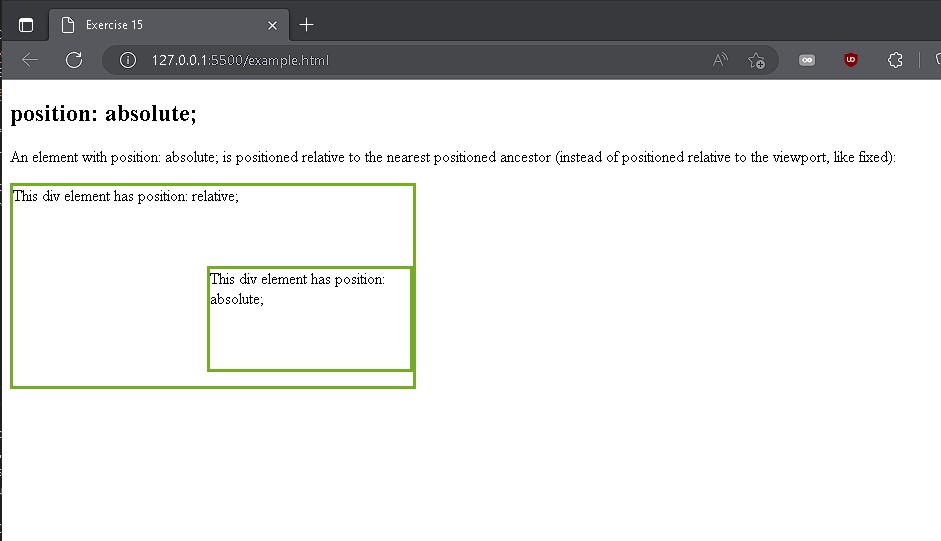 Exercise 15
127.0.0.1:5500/example.html
position: absolute;
An element with position: absolute; is positioned relative to the nearest positioned ancestor (instead of positioned relative to the viewport, like fixed):
This div element has position: relative;
This div element has position:
absolute;